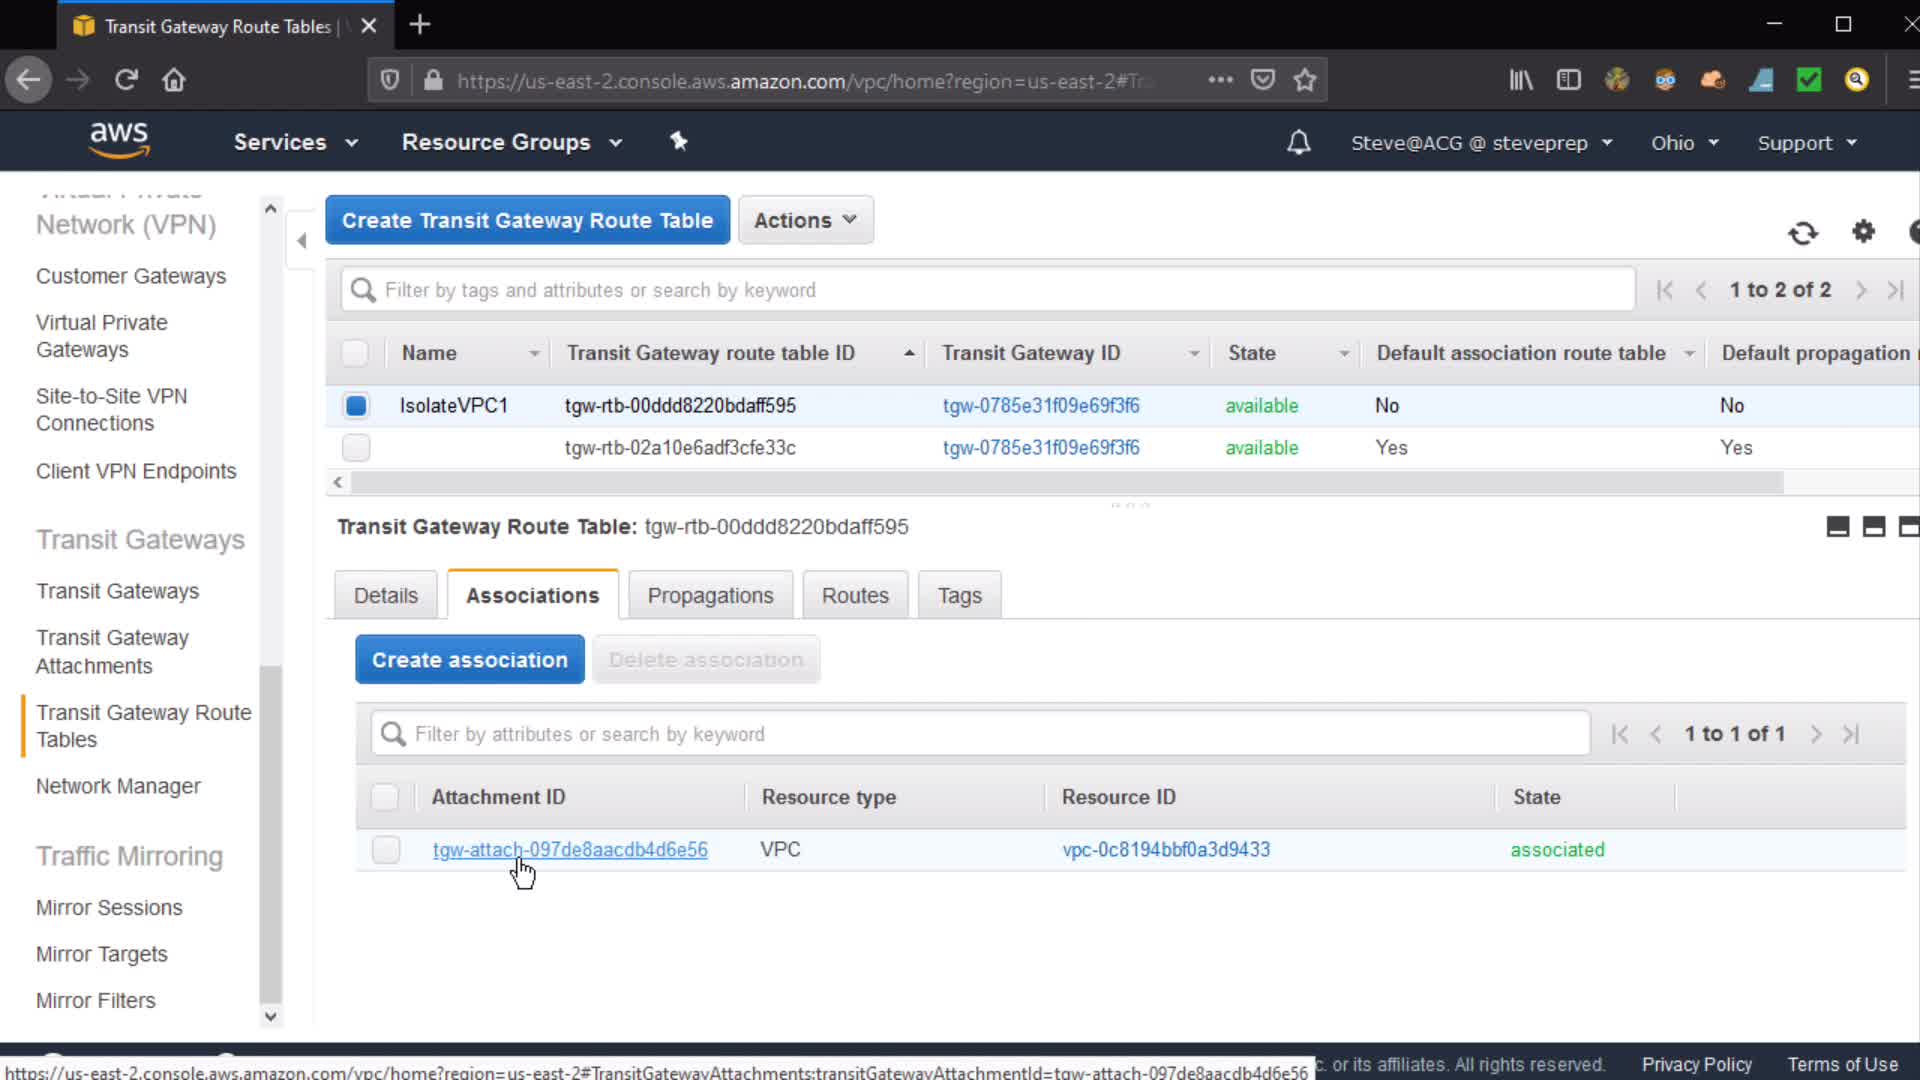 Transit Gateway Route Tables |
https://us-east-2.console.aws.amazon.com/vpc/home?region=us-east-2#Tr
aws
Services
Resource Groups
Steve@ACG @ steveprep
Ohio
Support
Virtual Private
Network (VPN)
Customer Gateways
Virtual Private
Gateways
Site-to-Site VPN
Connections
Client VPN Endpoints
Transit Gateways
Transit Gateways
Transit Gateway
Attachments
Transit Gateway Route
Tables
Network Manager
Traffic Mirroring
Mirror Sessions
Mirror Targets
Mirror Filters
Create Transit Gateway Route Table
Actions
Filter by tags and attributes or search by keyword
1 to 2 of 2
Name Transit Gateway route table ID Transit Gateway ID State Default association route table Default propagation
IsolateVPC1 tgw-rtb-00ddd8220bdaff595 tgw-0785e31f09e69f3f6 available No No
tgw-rtb-02a10e6adf3cfe33c tgw-0785e31f09e69f3f6 available Yes Yes
Transit Gateway Route Table: tgw-rtb-00ddd8220bdaff595
Details Associations Propagations Routes Tags
Create association Delete association
Filter by attributes or search by keyword
1 to 1 of 1
Attachment ID Resource type Resource ID State
tgw-attach-097de8aacdb4d6e56 VPC vpc-0c8194bbf0a3d9433 associated
c. or its affiliates. All rights reserved. Privacy Policy Terms of Use
https://us-east-2.console.aws.amazon.com/vpc/home?region=us-east-2#TransitGatewayAttachments:transitGatewayAttachmentId=tgw-attach-097de8aacdb4d6e56